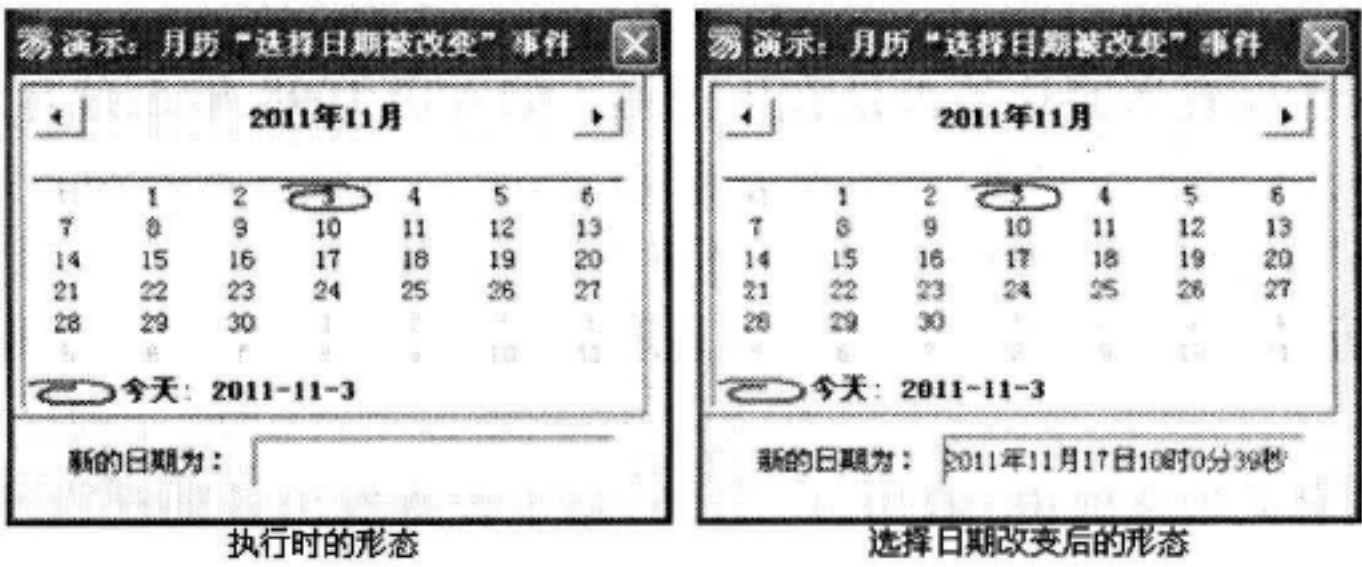 易 演示：月历“选择日期被改变”事件
2011年11月
1 2 3 4 5 6
7 8 9 10 11 12 13
14 15 16 17 18 19 20
21 22 23 24 25 26 27
28 29 30
今天: 2011-11-3
新的日期为：
执行时的形态
易 演示：月历“选择日期被改变”事件
2011年11月
1 2 3 4 5 6
7 8 9 10 11 12 13
14 15 16 17 18 19 20
21 22 23 24 25 26 27
28 29 30
今天: 2011-11-3
新的日期为： 2011年11月17日10时0分39秒
选择日期改变后的形态